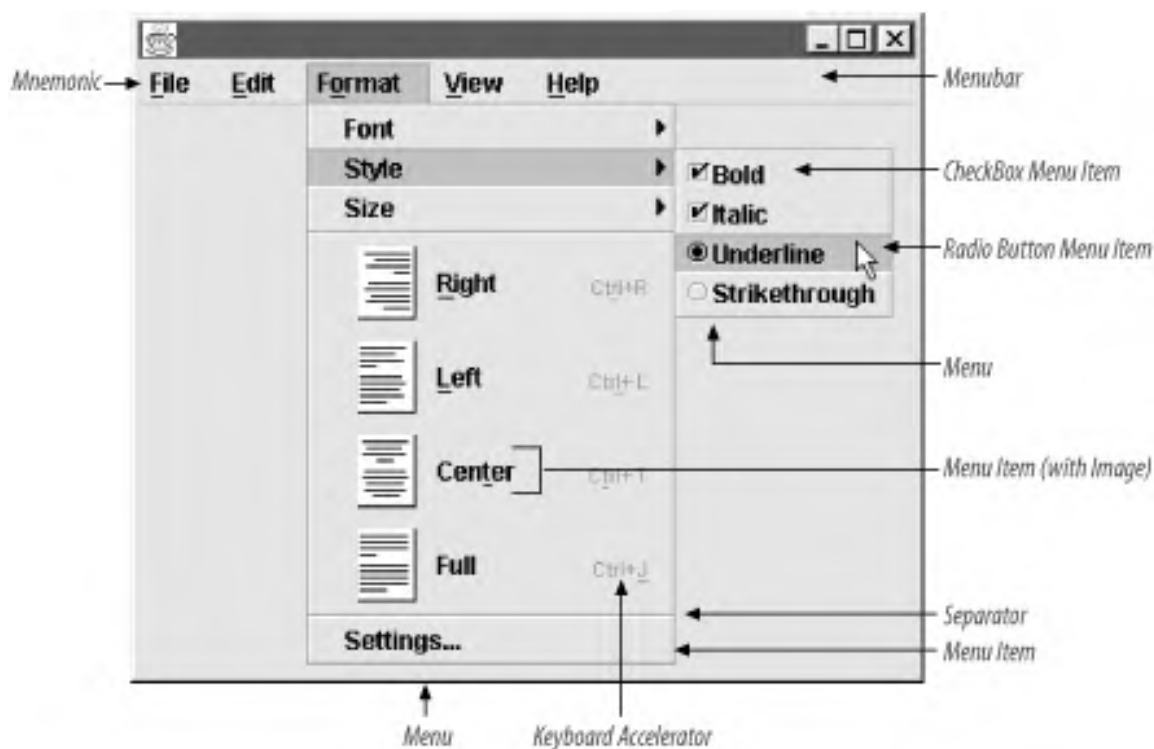 Mnemonic File Edit Format View Help Menubar
Font
Style Bold CheckBox Menu Item
Size Italic
Underline Radio Button Menu Item
Right Ctrl+R Strikethrough
Menu
Left Ctrl+L
Center Ctrl+T Menu Item (with Image)
Full Ctrl+J
Separator
Settings... Menu Item
Menu Keyboard Accelerator